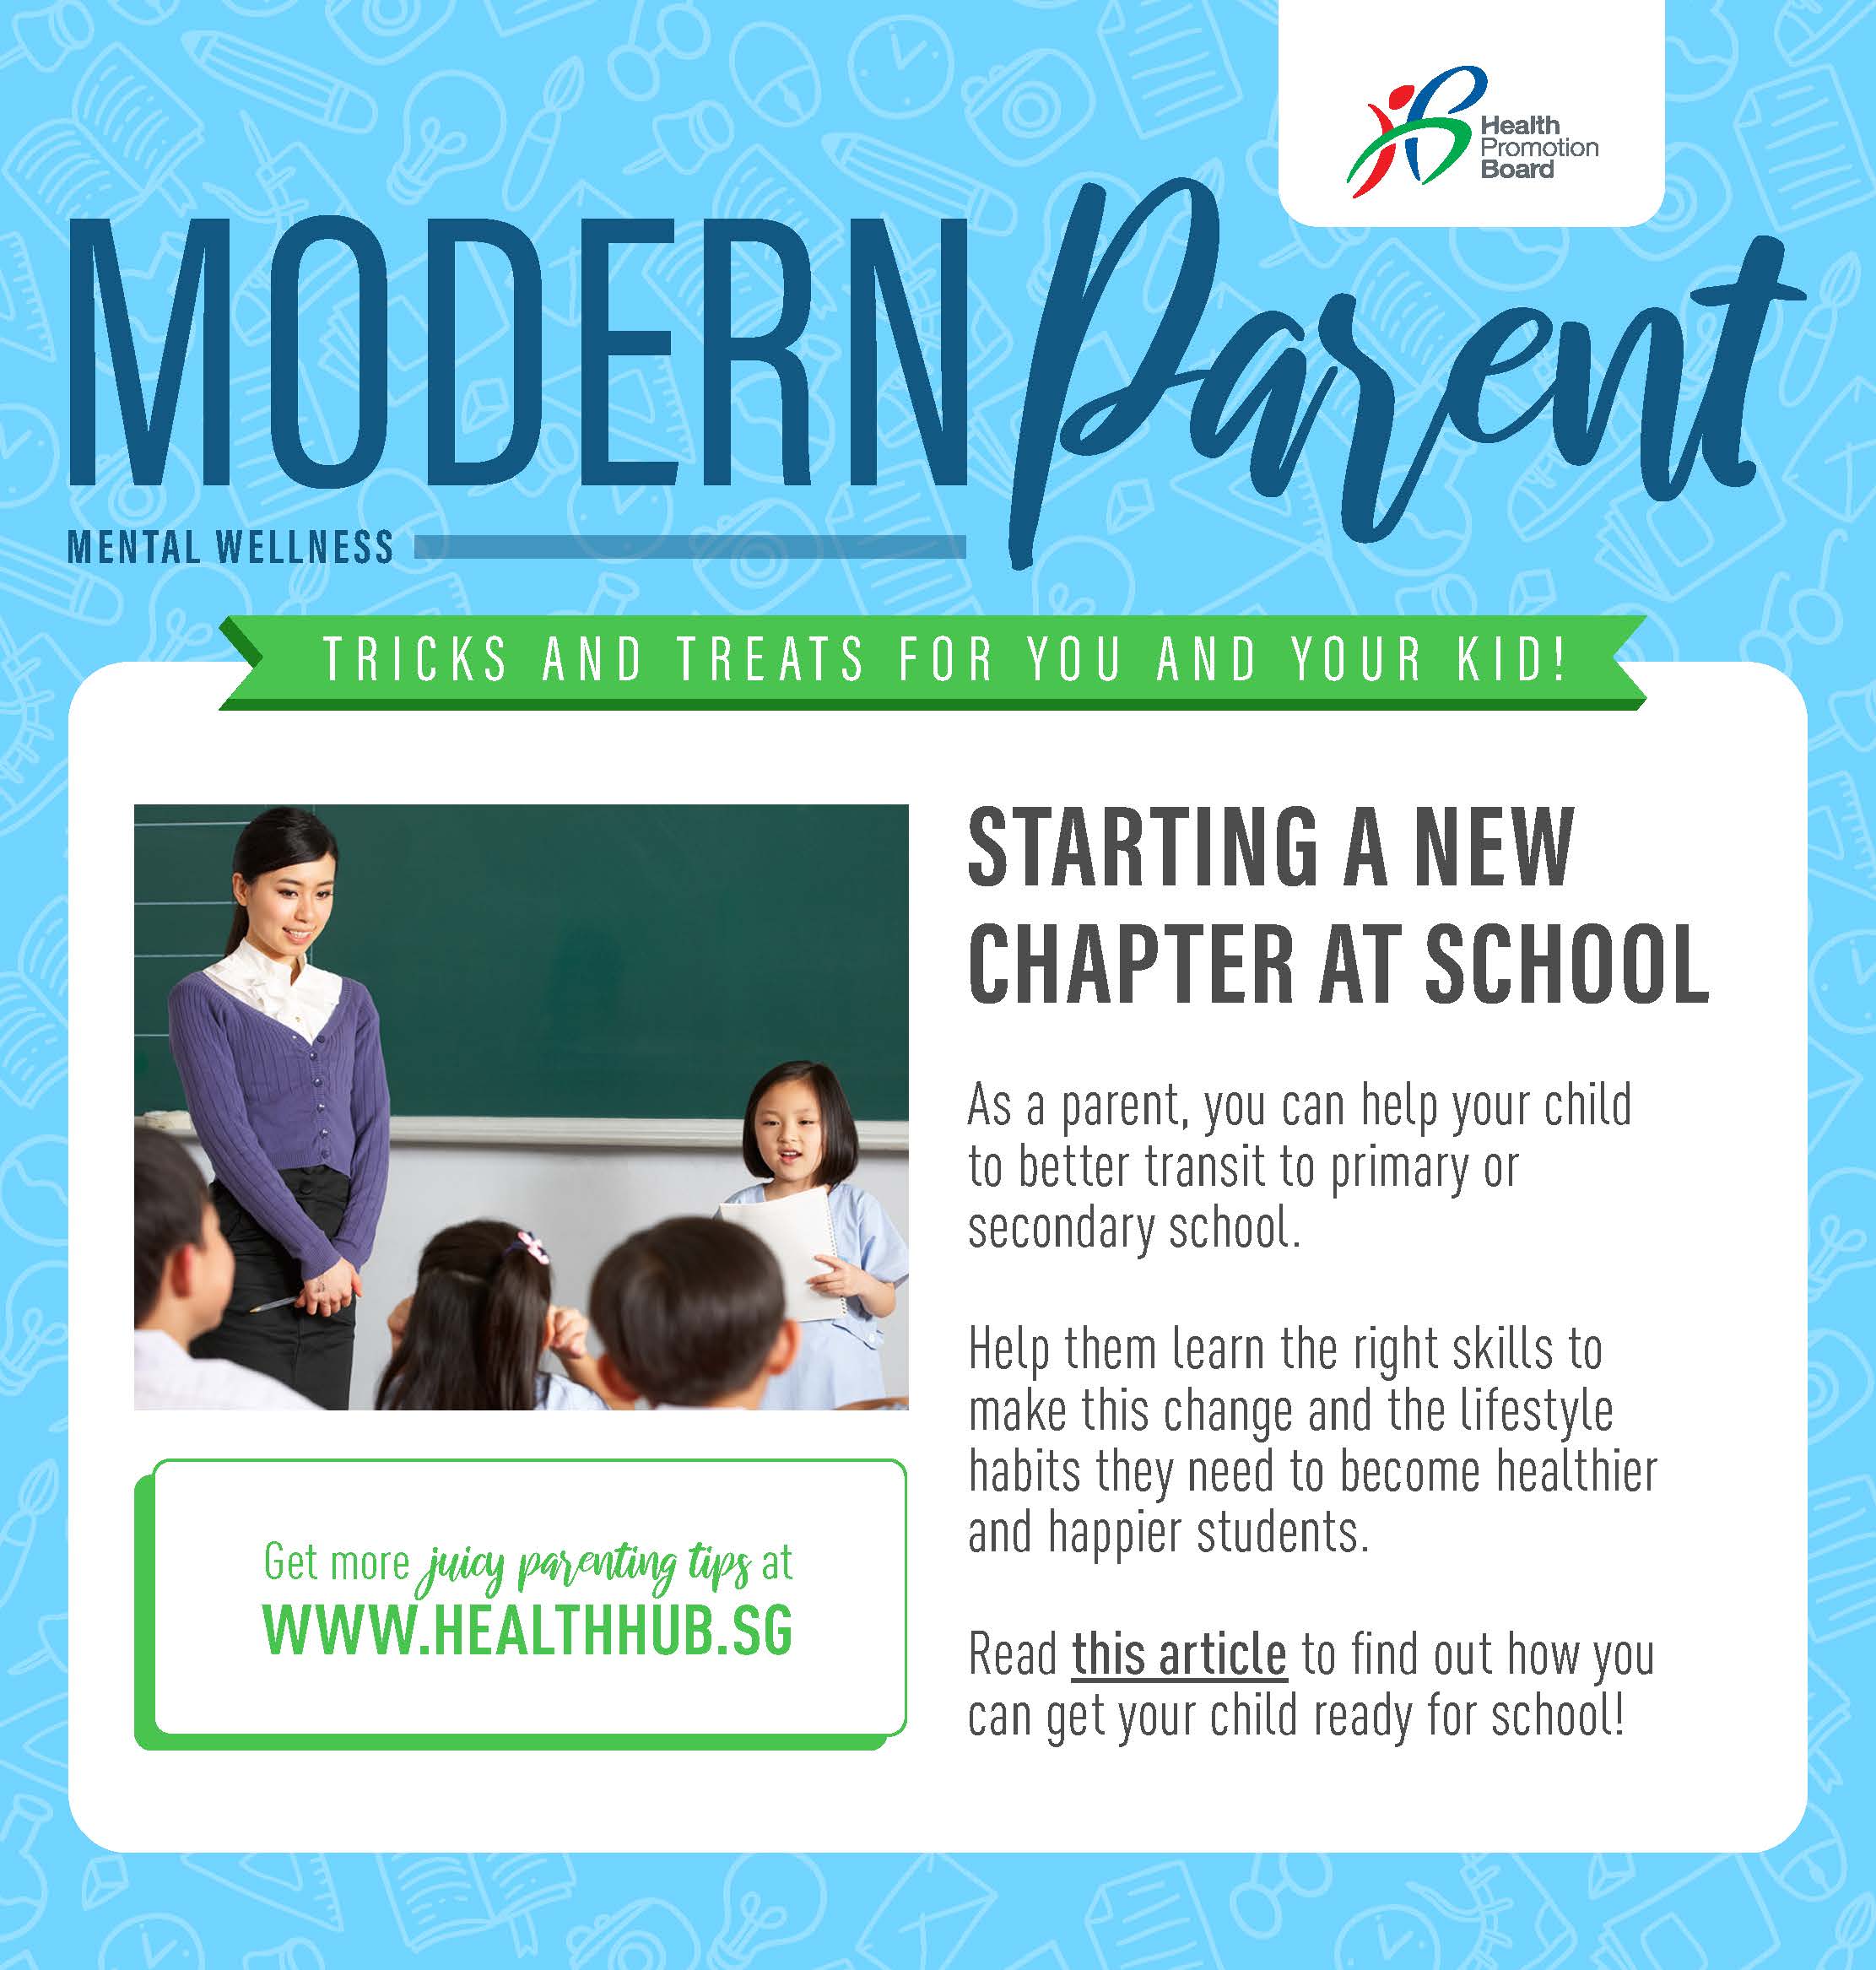 Health
Promotion
Board
MODERN Parent
MENTAL WELLNESS
TRICKS AND TREATS FOR YOU AND YOUR KID!
STARTING A NEW
CHAPTER AT SCHOOL
As a parent, you can help your child
to better transit to primary or
secondary school.
Help them learn the right skills to
make this change and the lifestyle
habits they need to become healthier
and happier students.
Read this article to find out how you
can get your child ready for school!
Get more juicy parenting tips at
WWW.HEALTHHUB.SG